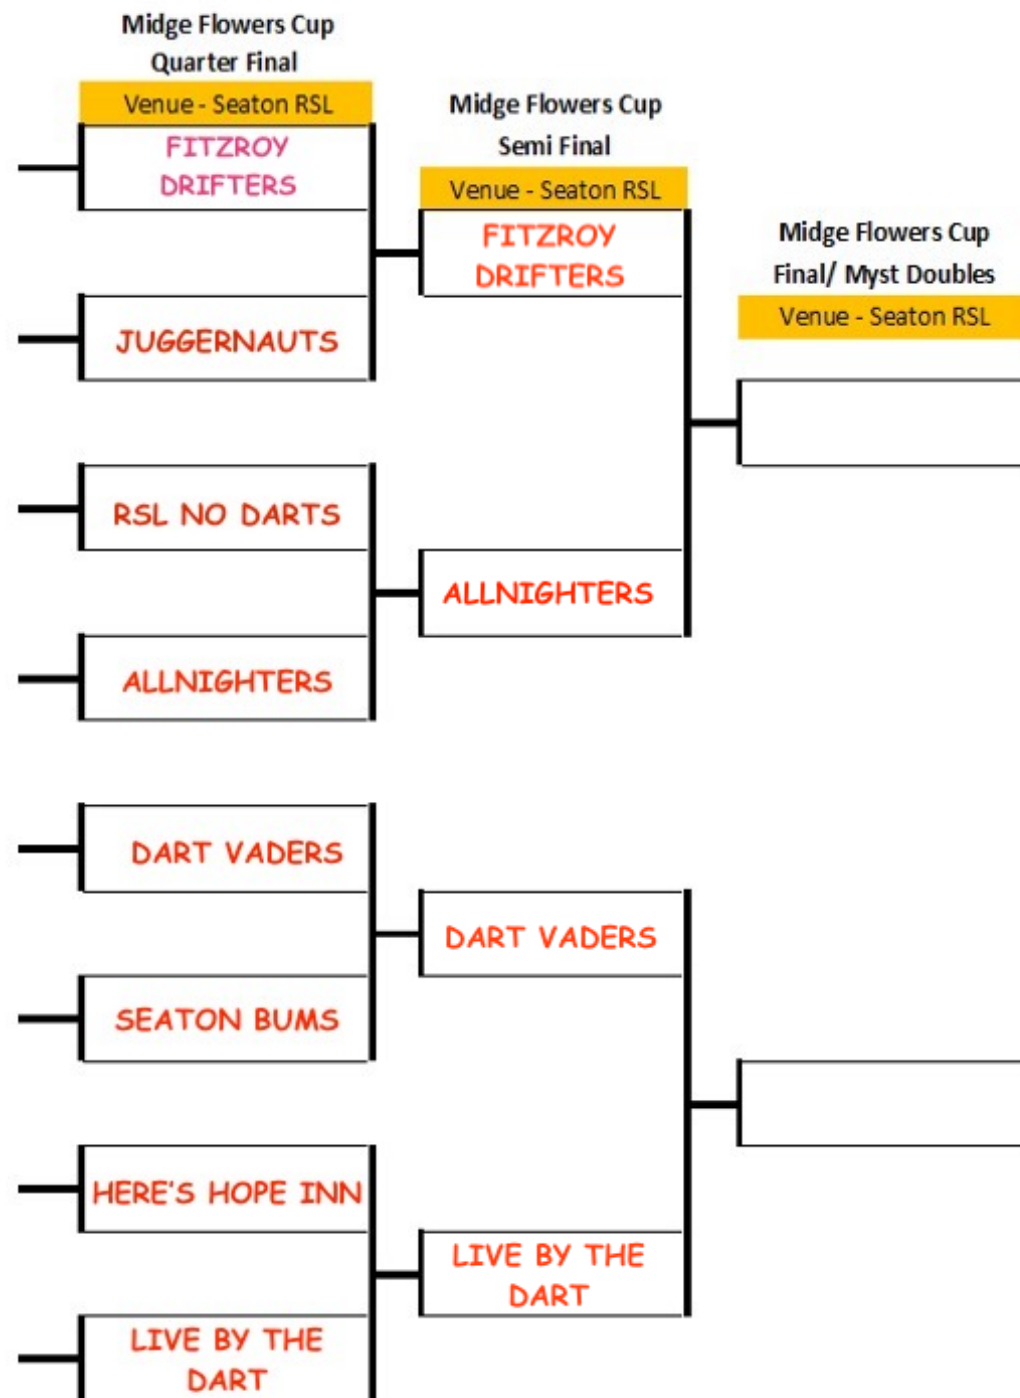 Midge Flowers Cup
Quarter Final
Venue - Seaton RSL
FITZROY
DRIFTERS
JUGGERNAUTS
RSL NO DARTS
ALLNIGHTERS
DART VADERS
SEATON BUMS
HERE'S HOPE INN
LIVE BY THE
DART
Midge Flowers Cup
Semi Final
Venue - Seaton RSL
FITZROY
DRIFTERS
ALLNIGHTERS
DART VADERS
LIVE BY THE
DART
Midge Flowers Cup
Final/ Myst Doubles
Venue - Seaton RSL